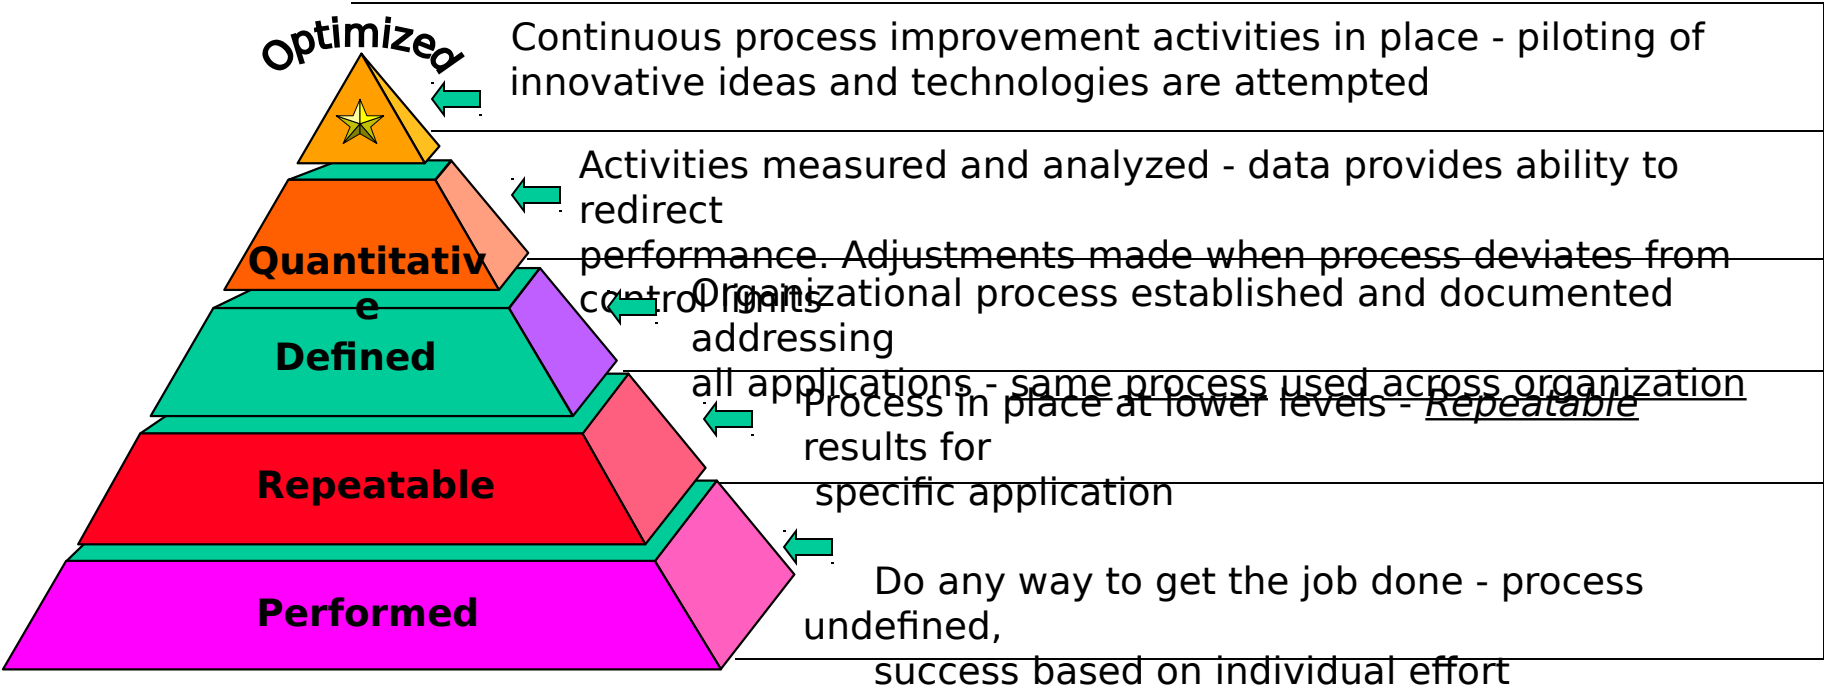 Optimized
Continuous process improvement activities in place - piloting of
innovative ideas and technologies are attempted
Activities measured and analyzed - data provides ability to
redirect
performance. Adjustments made when process deviates from
control limits
Quantitativ
e
Organizational process established and documented
addressing
all applications - same process used across organization
Defined
Process in place at lower levels - Repeatable
results for
specific application
Repeatable
Do any way to get the job done - process
undefined,
success based on individual effort
Performed